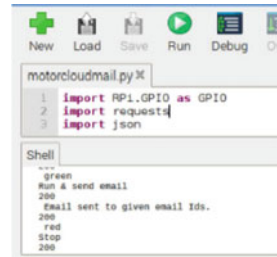 New Load Save Run Debug
motorcloudmail.py ✕
1 import RPi.GPIO as GPIO
2 import requests
3 import json
Shell
200
green
Run & send email
200
Email sent to given email Ids.
200
red
Stop
200